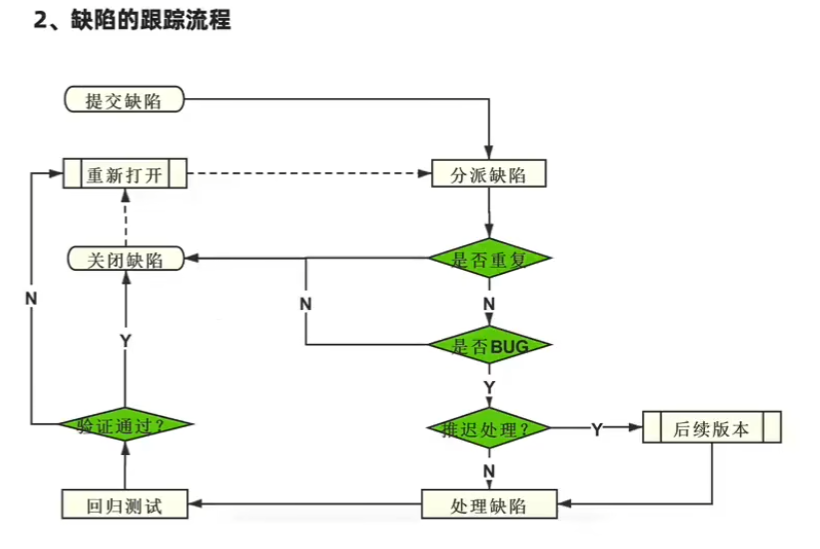 2、缺陷的跟踪流程
提交缺陷
重新打开
分派缺陷
关闭缺陷
是否重复
N
N
N
是否BUG
Y
Y
验证通过?
推迟处理?
Y
后续版本
N
回归测试
处理缺陷